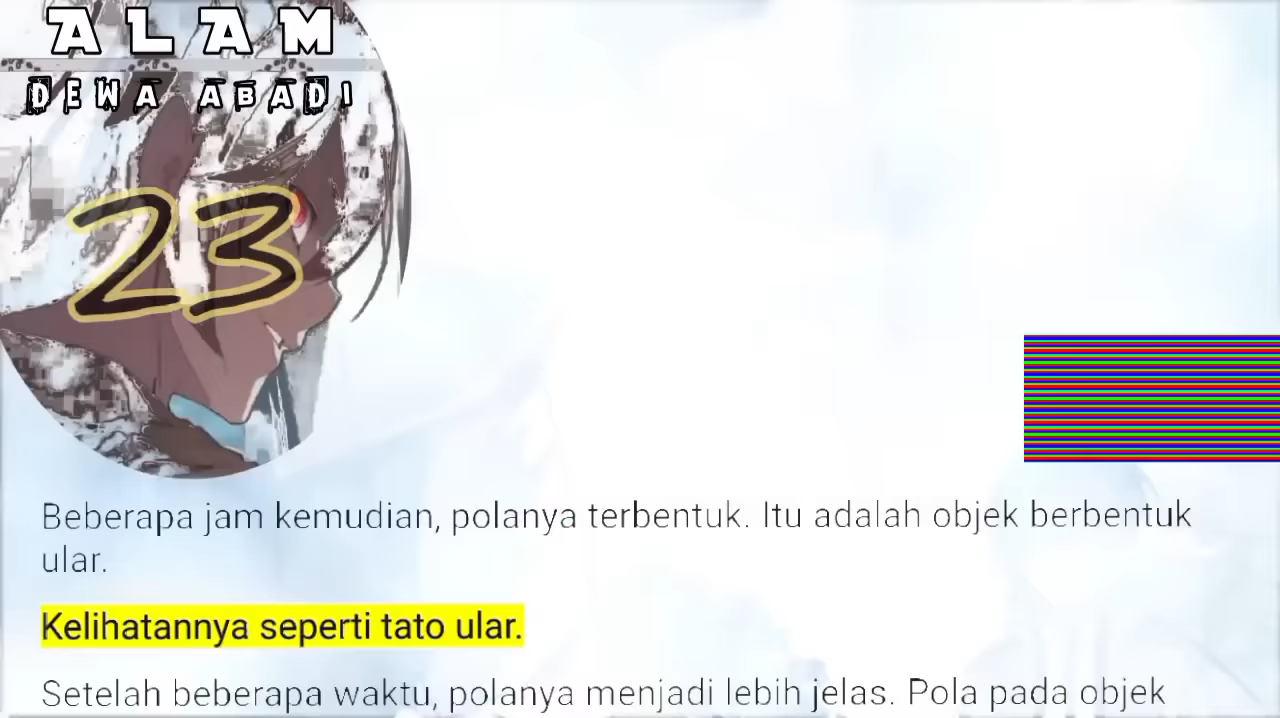 ALAM
DEWA ABADI
23
Beberapa jam kemudian, polanya terbentuk. Itu adalah objek berbentuk
ular.
Kelihatannya seperti tato ular.
Setelah beberapa waktu, polanya menjadi lebih jelas. Pola pada objek